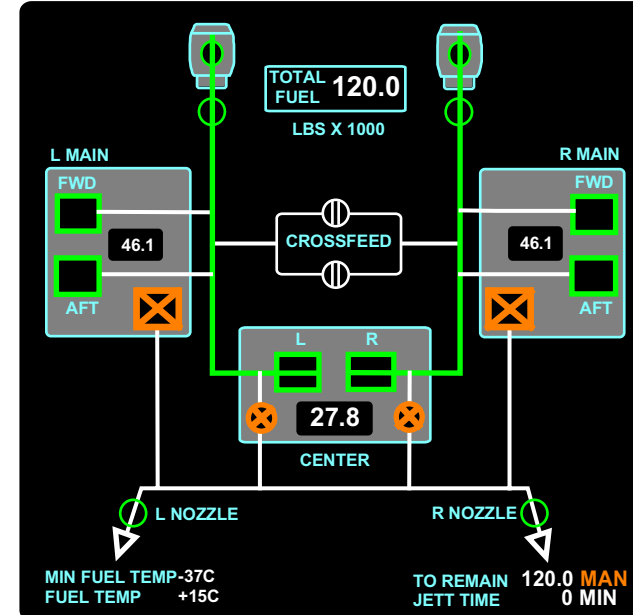 TOTAL FUEL 120.0
LBS X 1000
L MAIN
R MAIN
FWD
FWD
46.1
CROSSFEED
46.1
AFT
AFT
L R
27.8
CENTER
L NOZZLE
R NOZZLE
MIN FUEL TEMP -37C
FUEL TEMP +15C
TO REMAIN 120.0 MAN
JETT TIME 0 MIN